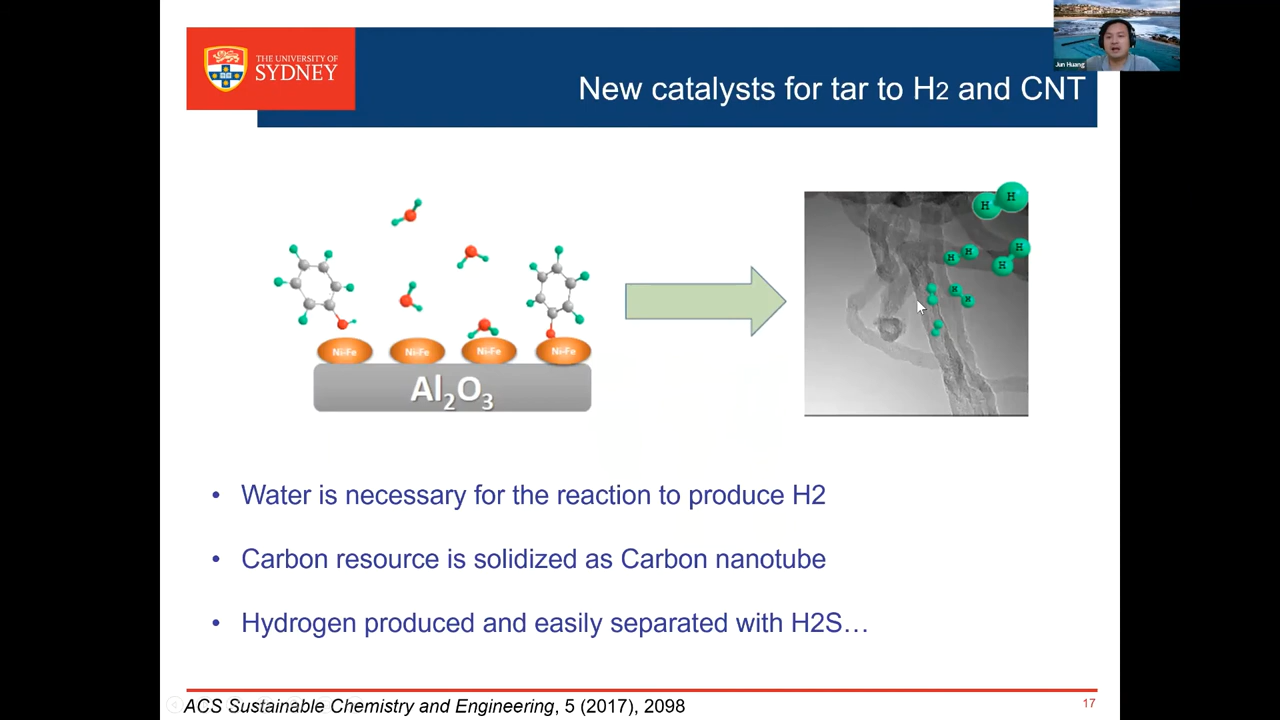 Jun Huang
THE UNIVERSITY OF
SYDNEY
New catalysts for tar to H2 and CNT
H
H
H
H
H
H
H
H
Ni-Fe
Ni-Fe
Ni-Fe
Ni-Fe
Al2O3
• Water is necessary for the reaction to produce H2
• Carbon resource is solidized as Carbon nanotube
• Hydrogen produced and easily separated with H2S…
ACS Sustainable Chemistry and Engineering, 5 (2017), 2098
17